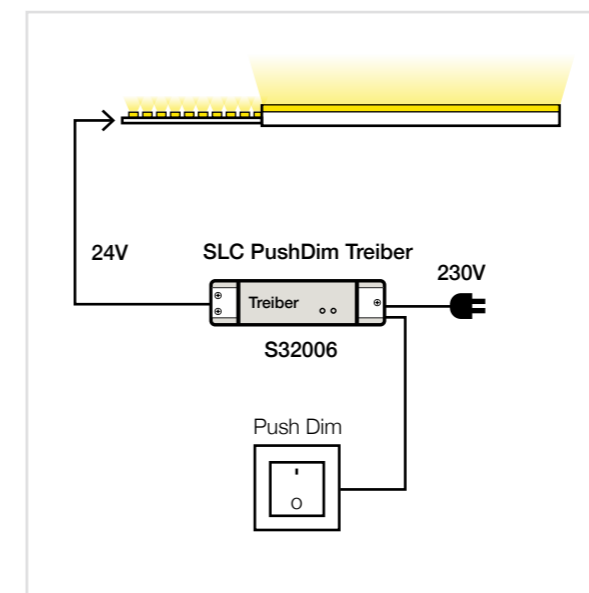 24V
SLC PushDim Treiber
230V
Treiber
S32006
Push Dim
I
O